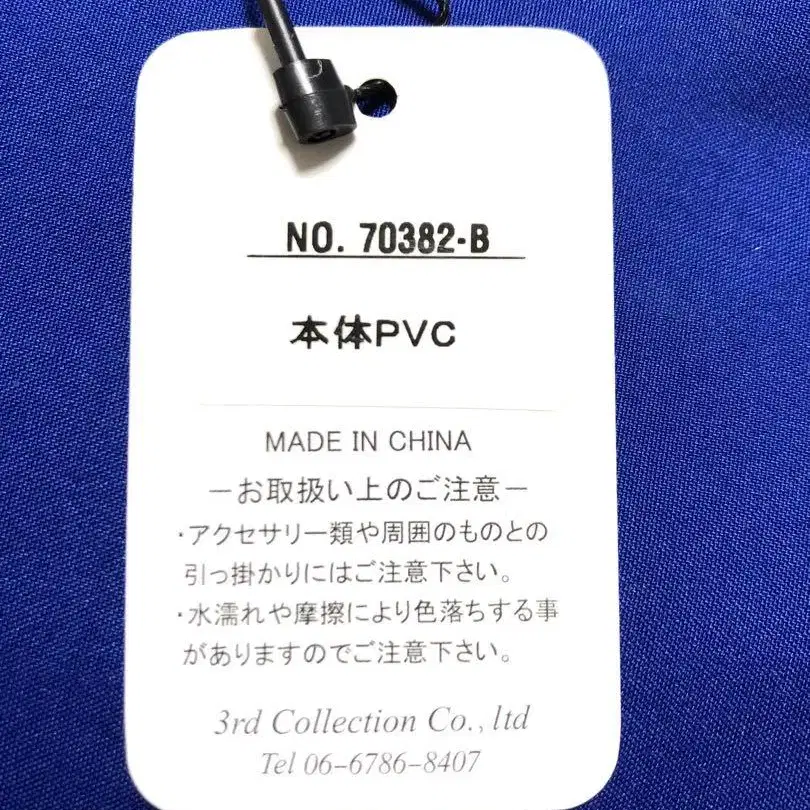 NO. 70382-B
本体PVC
MADE IN CHINA
－お取扱い上のご注意－
・アクセサリー類や周囲のものとの
引っ掛かりにはご注意下さい。
・水濡れや摩擦により色落ちする事
がありますのでご注意下さい。
3rd Collection Co., ltd
Tel 06-6786-8407